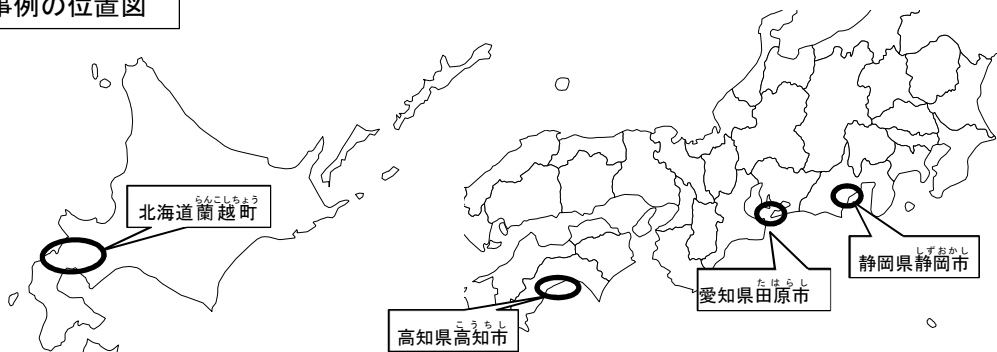 事例の位置図
らんこしちょう
北海道蘭越町
しずおかし
静岡県静岡市
たはらし
愛知県田原市
こうちし
高知県高知市